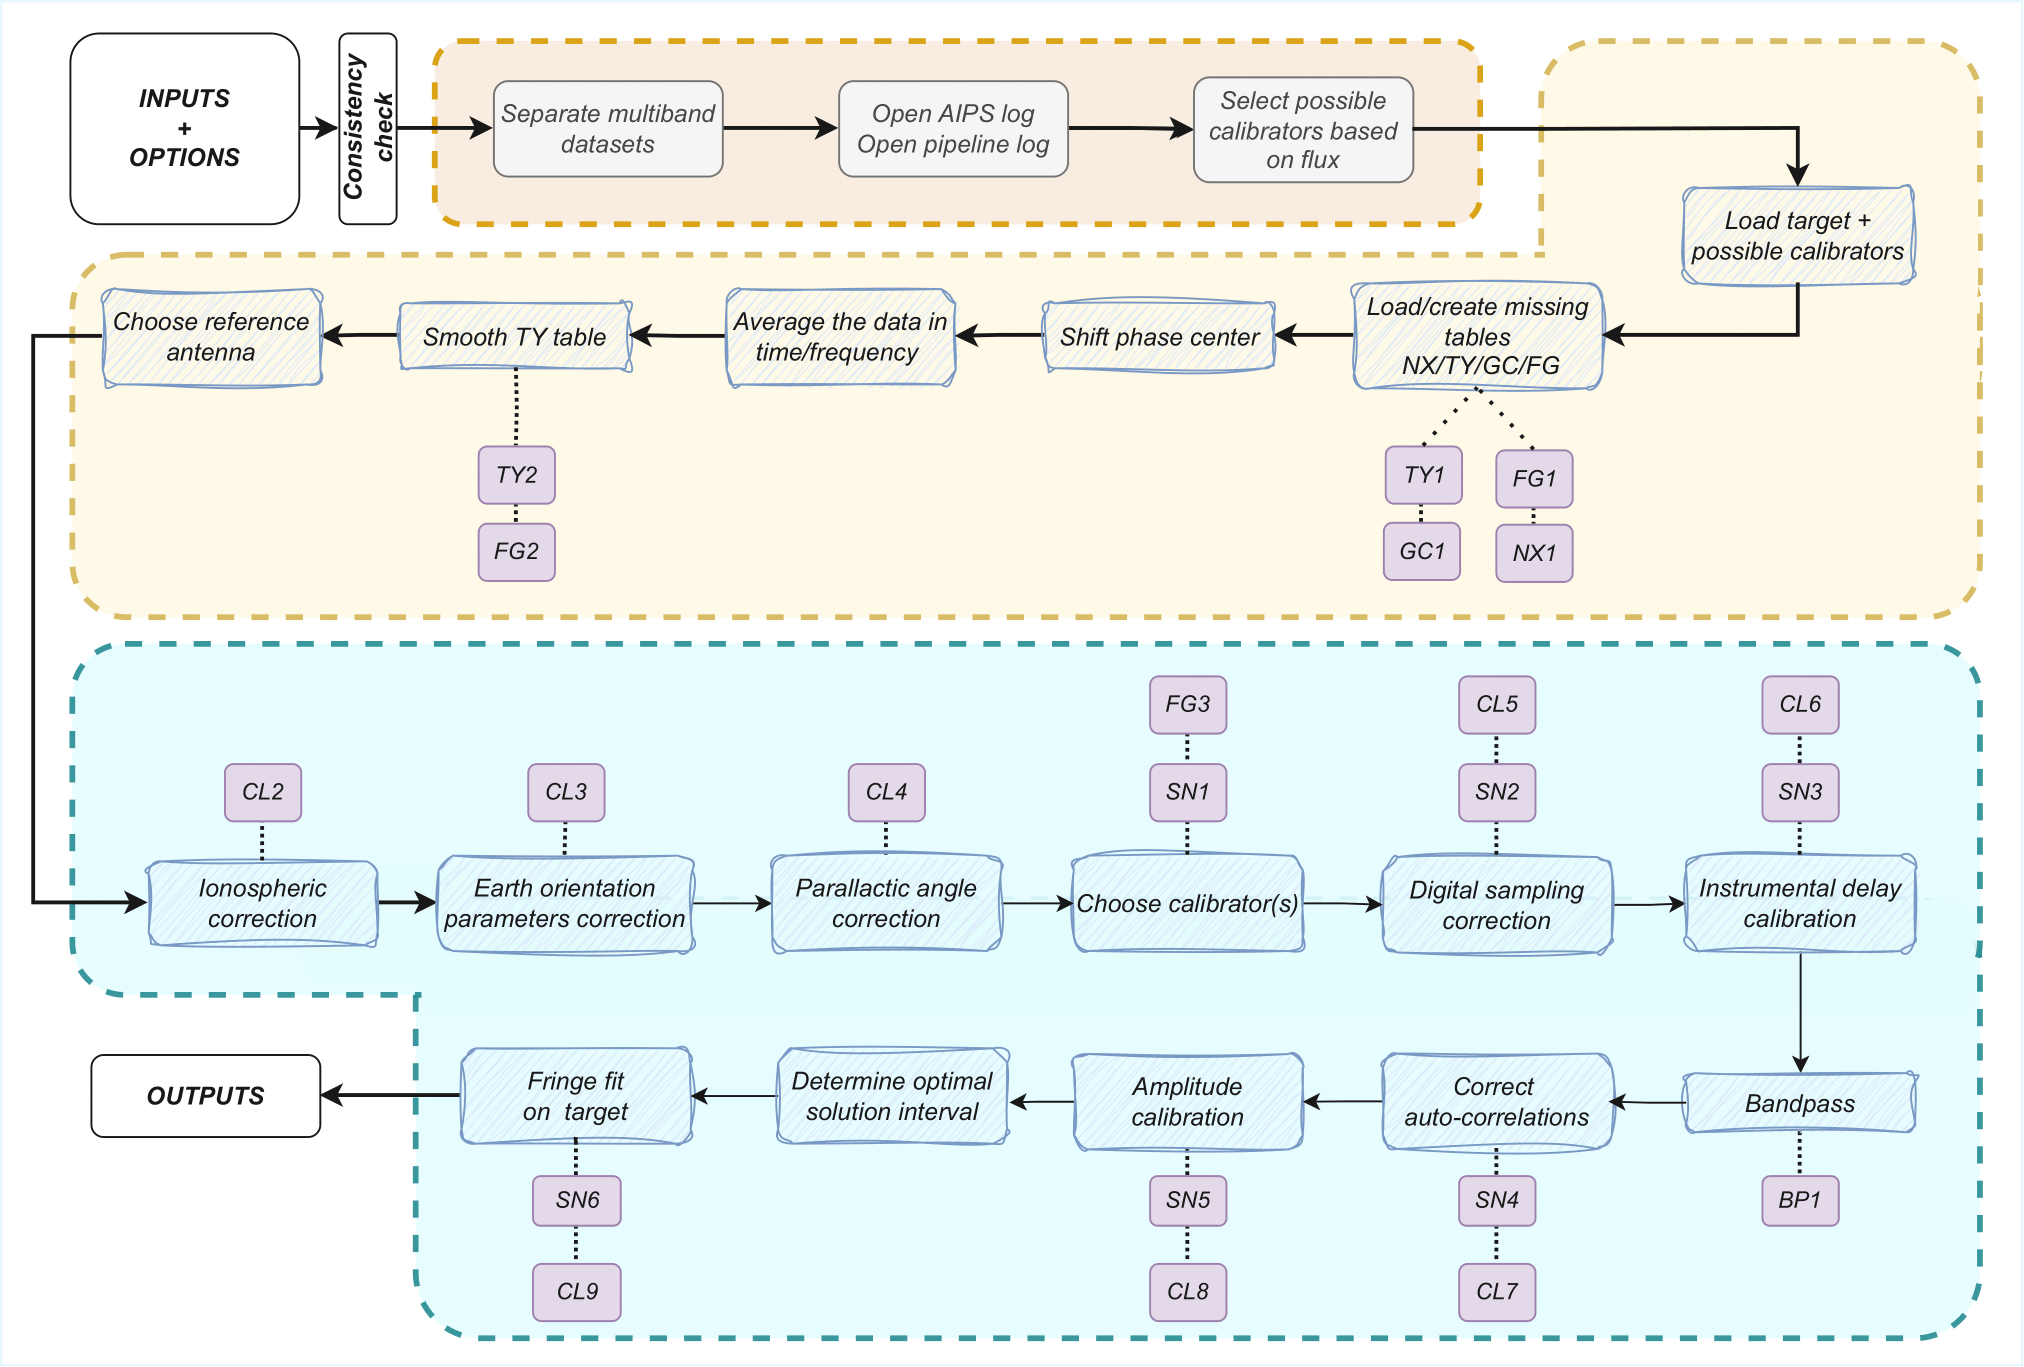 INPUTS
+
OPTIONS
Consistency
check
Separate multiband
datasets
Open AIPS log
Open pipeline log
Select possible
calibrators based
on flux
Load target +
possible calibrators
Load/create missing
tables
NX/TY/GC/FG
TY1
GC1
FG1
NX1
Shift phase center
Average the data in
time/frequency
Smooth TY table
TY2
FG2
Choose reference
antenna
Ionospheric
correction
CL2
Earth orientation
parameters correction
CL3
Parallactic angle
correction
CL4
Choose calibrator(s)
SN1
FG3
Digital sampling
correction
SN2
CL5
Instrumental delay
calibration
SN3
CL6
Bandpass
BP1
Correct
auto-correlations
SN4
CL7
Amplitude
calibration
SN5
CL8
Determine optimal
solution interval
Fringe fit
on target
SN6
CL9
OUTPUTS